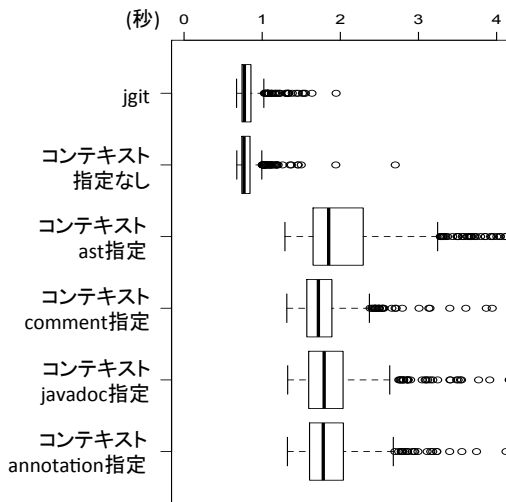 (秒) 0 1 2 3 4
jgit
コンテキスト
指定なし
コンテキスト
ast指定
コンテキスト
comment指定
コンテキスト
javadoc指定
コンテキスト
annotation指定